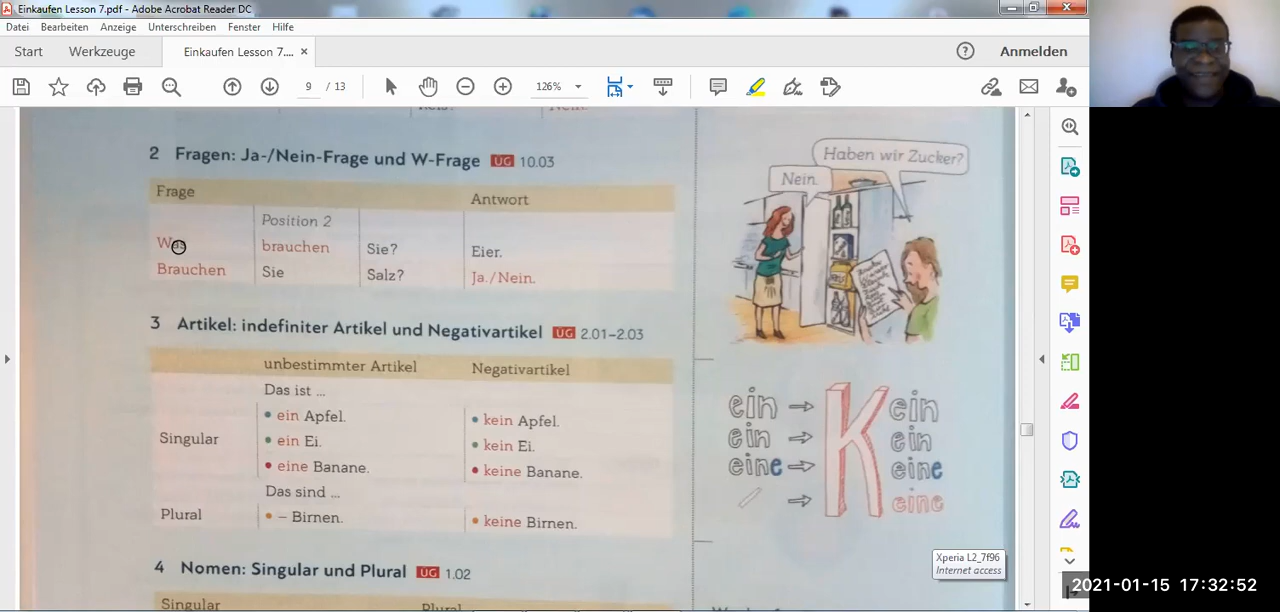 Einkaufen Lesson 7.pdf - Adobe Acrobat Reader DC
Datei Bearbeiten Anzeige Unterschreiben Fenster Hilfe
Start Werkzeuge Einkaufen Lesson 7.... × Anmelden
9 / 13 126%
2 Fragen: Ja-/Nein-Frage und W-Frage UG 10.03
Frage Antwort
Position 2
Was brauchen Sie? Eier.
Brauchen Sie Salz? Ja./Nein.
Haben wir Zucker?
Nein.
3 Artikel: indefiniter Artikel und Negativartikel UG 2.01–2.03
unbestimmter Artikel Negativartikel
Das ist ...
• ein Apfel. • kein Apfel.
Singular • ein Ei. • kein Ei.
• eine Banane. • keine Banane.
Das sind ...
Plural • – Birnen. • keine Birnen.
ein → Kein
ein → ein
eine → eine
/ → eine
Xperia L2_7f96
Internet access
4 Nomen: Singular und Plural UG 1.02
Singular Plural
2021-01-15 17:32:52